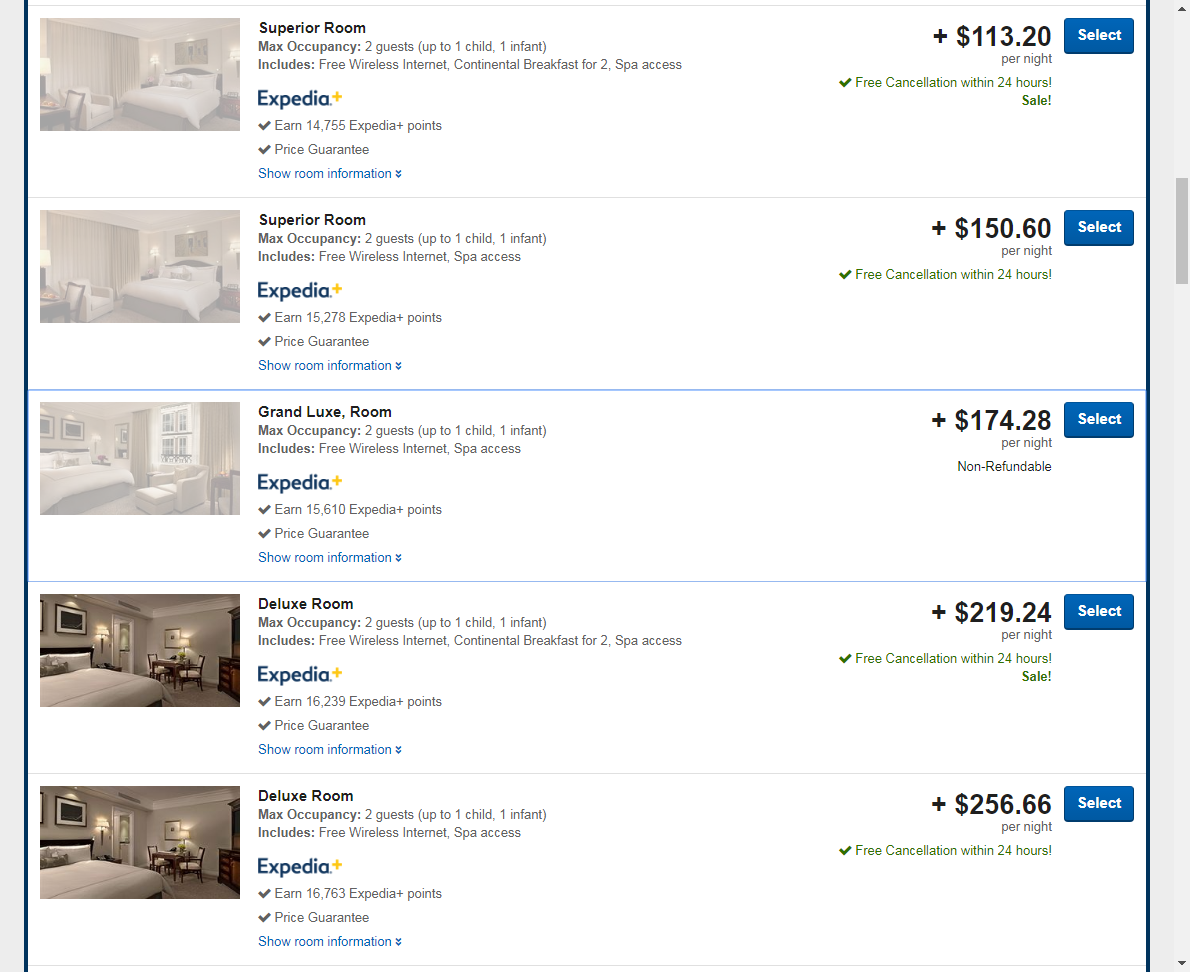 Superior Room
Max Occupancy: 2 guests (up to 1 child, 1 infant)
Includes: Free Wireless Internet, Continental Breakfast for 2, Spa access
Expedia+
Earn 14,755 Expedia+ points
Price Guarantee
Show room information
+ $113.20
per night
Free Cancellation within 24 hours!
Sale!
Select
Superior Room
Max Occupancy: 2 guests (up to 1 child, 1 infant)
Includes: Free Wireless Internet, Spa access
Expedia+
Earn 15,278 Expedia+ points
Price Guarantee
Show room information
+ $150.60
per night
Free Cancellation within 24 hours!
Select
Grand Luxe, Room
Max Occupancy: 2 guests (up to 1 child, 1 infant)
Includes: Free Wireless Internet, Spa access
Expedia+
Earn 15,610 Expedia+ points
Price Guarantee
Show room information
+ $174.28
per night
Non-Refundable
Select
Deluxe Room
Max Occupancy: 2 guests (up to 1 child, 1 infant)
Includes: Free Wireless Internet, Continental Breakfast for 2, Spa access
Expedia+
Earn 16,239 Expedia+ points
Price Guarantee
Show room information
+ $219.24
per night
Free Cancellation within 24 hours!
Sale!
Select
Deluxe Room
Max Occupancy: 2 guests (up to 1 child, 1 infant)
Includes: Free Wireless Internet, Spa access
Expedia+
Earn 16,763 Expedia+ points
Price Guarantee
Show room information
+ $256.66
per night
Free Cancellation within 24 hours!
Select